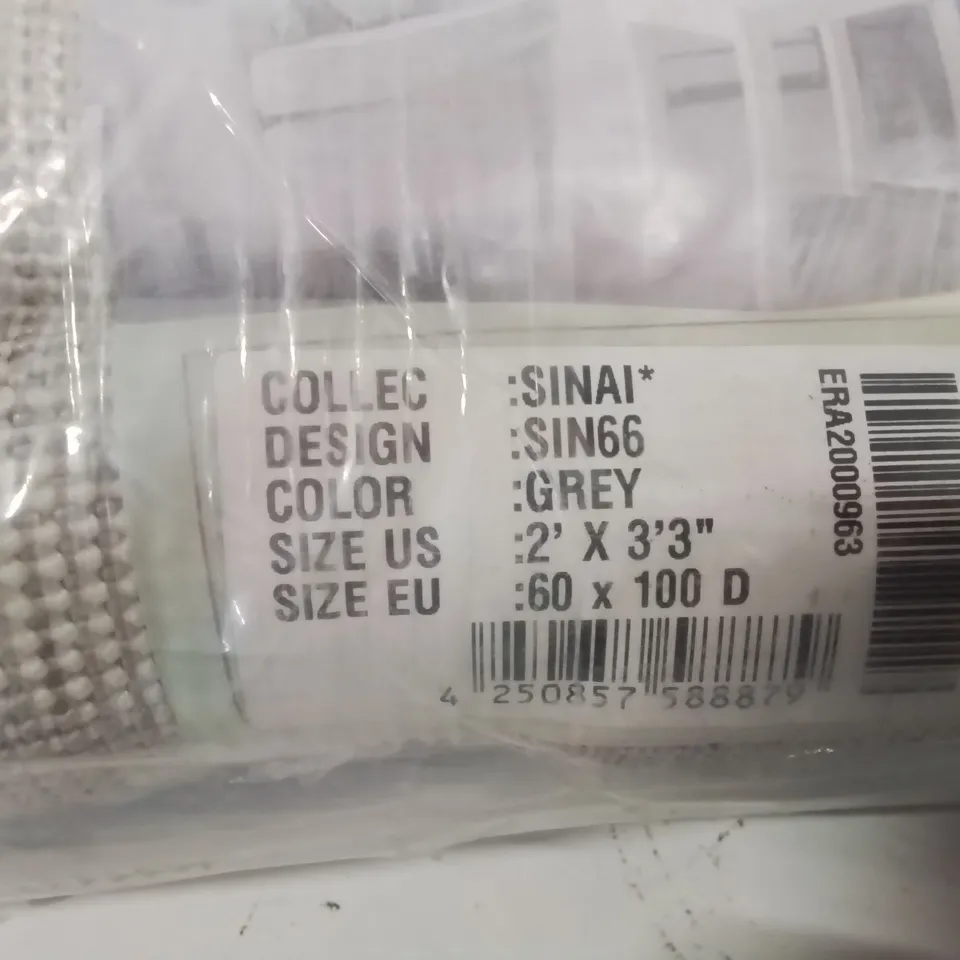 COLLEC :SINAI*
DESIGN :SIN66
COLOR :GREY
SIZE US :2' X 3'3"
SIZE EU :60 x 100 D
4 250857 588879
ERA2000963